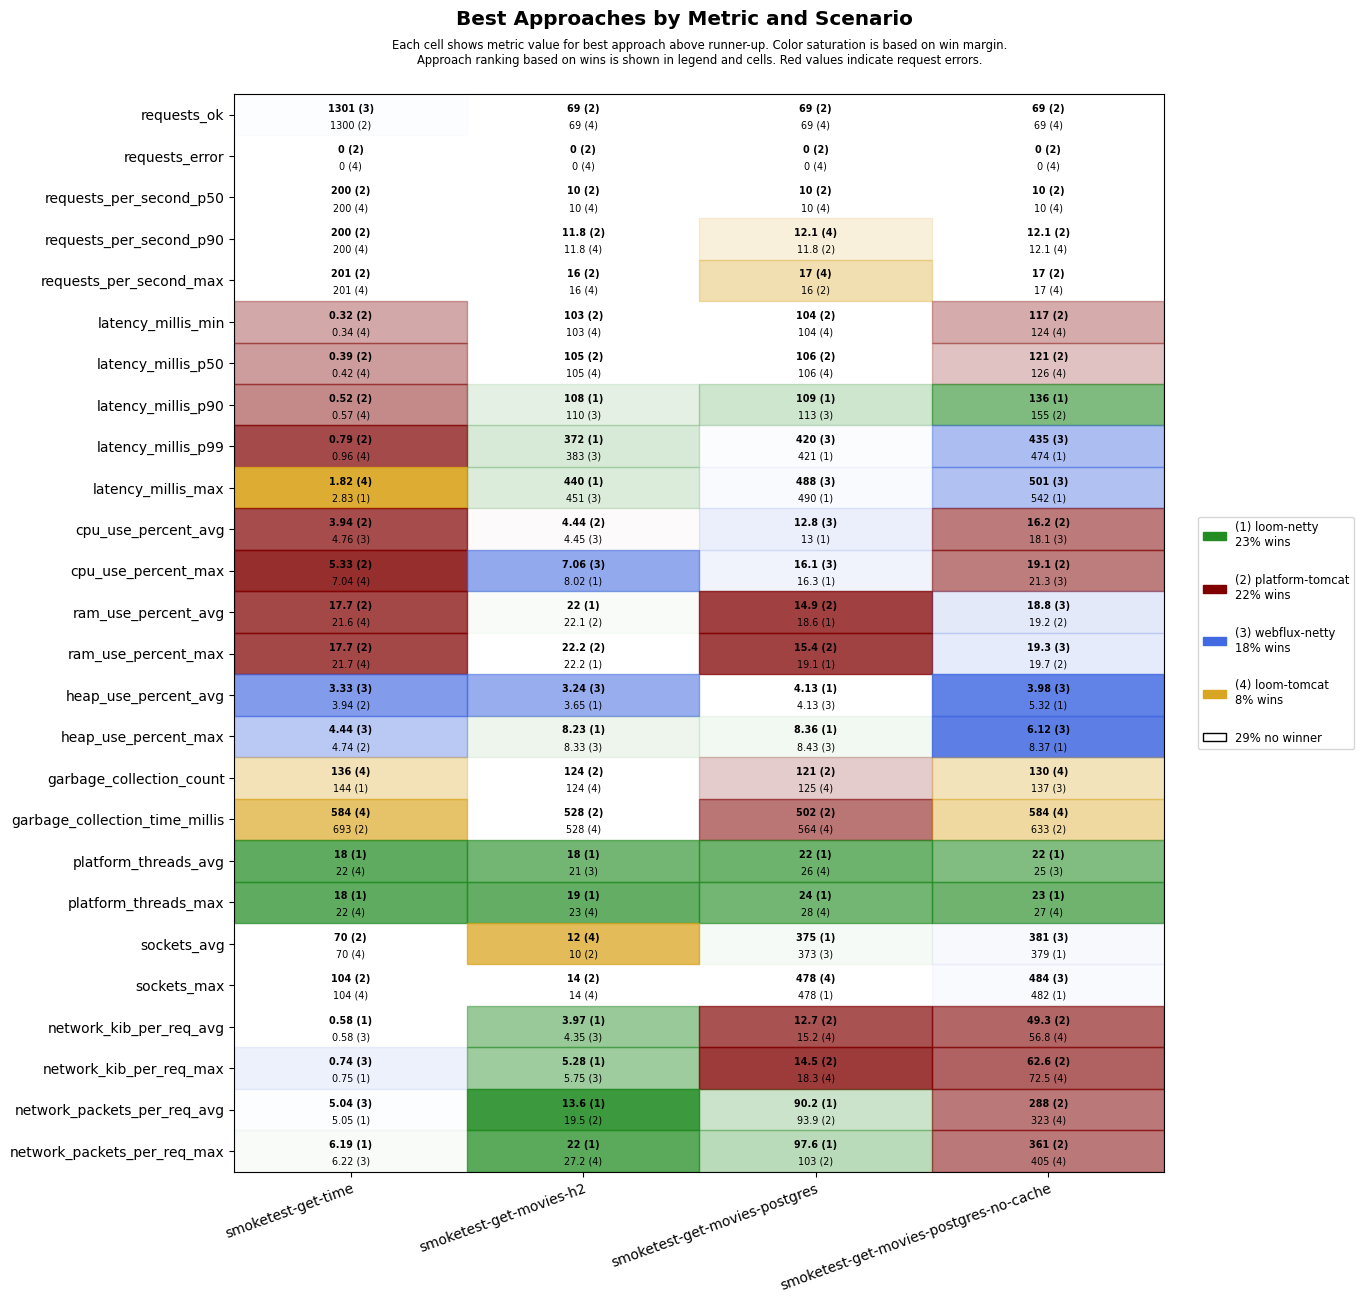 Best Approaches by Metric and Scenario
Each cell shows metric value for best approach above runner-up. Color saturation is based on win margin.
Approach ranking based on wins is shown in legend and cells. Red values indicate request errors.
requests_ok
1301 (3) 69 (2) 69 (2) 69 (2)
1300 (2) 69 (4) 69 (4) 69 (4)
requests_error
0 (2) 0 (2) 0 (2) 0 (2)
0 (4) 0 (4) 0 (4) 0 (4)
requests_per_second_p50
200 (2) 10 (2) 10 (2) 10 (2)
200 (4) 10 (4) 10 (4) 10 (4)
requests_per_second_p90
200 (2) 11.8 (2) 12.1 (4) 12.1 (2)
200 (4) 11.8 (4) 11.8 (2) 12.1 (4)
requests_per_second_max
201 (2) 16 (2) 17 (4) 17 (2)
201 (4) 16 (4) 16 (2) 17 (4)
latency_millis_min
0.32 (2) 103 (2) 104 (2) 117 (2)
0.34 (4) 103 (4) 104 (4) 124 (4)
latency_millis_p50
0.39 (2) 105 (2) 106 (2) 121 (2)
0.42 (4) 105 (4) 106 (4) 126 (4)
latency_millis_p90
0.52 (2) 108 (1) 109 (1) 136 (1)
0.57 (4) 110 (3) 113 (3) 155 (2)
latency_millis_p99
0.79 (2) 372 (1) 420 (3) 435 (3)
0.96 (4) 383 (3) 421 (1) 474 (1)
latency_millis_max
1.82 (4) 440 (1) 488 (3) 501 (3)
2.83 (1) 451 (3) 490 (1) 542 (1)
cpu_use_percent_avg
3.94 (2) 4.44 (2) 12.8 (3) 16.2 (2)
4.76 (3) 4.45 (3) 13 (1) 18.1 (3)
cpu_use_percent_max
5.33 (2) 7.06 (3) 16.1 (3) 19.1 (2)
7.04 (4) 8.02 (1) 16.3 (1) 21.3 (3)
ram_use_percent_avg
17.7 (2) 22 (1) 14.9 (2) 18.8 (3)
21.6 (4) 22.1 (2) 18.6 (1) 19.2 (2)
ram_use_percent_max
17.7 (2) 22.2 (2) 15.4 (2) 19.3 (3)
21.7 (4) 22.2 (1) 19.1 (1) 19.7 (2)
heap_use_percent_avg
3.33 (3) 3.24 (3) 4.13 (1) 3.98 (3)
3.94 (2) 3.65 (1) 4.13 (3) 5.32 (1)
heap_use_percent_max
4.44 (3) 8.23 (1) 8.36 (1) 6.12 (3)
4.74 (2) 8.33 (3) 8.43 (3) 8.37 (1)
garbage_collection_count
136 (4) 124 (2) 121 (2) 130 (4)
144 (1) 124 (4) 125 (4) 137 (3)
garbage_collection_time_millis
584 (4) 528 (2) 502 (2) 584 (4)
693 (2) 528 (4) 564 (4) 633 (2)
platform_threads_avg
18 (1) 18 (1) 22 (1) 22 (1)
22 (4) 21 (3) 26 (4) 25 (3)
platform_threads_max
18 (1) 19 (1) 24 (1) 23 (1)
22 (4) 23 (4) 28 (4) 27 (4)
sockets_avg
70 (2) 12 (4) 375 (1) 381 (3)
70 (4) 10 (2) 373 (3) 379 (1)
sockets_max
104 (2) 14 (2) 478 (4) 484 (3)
104 (4) 14 (4) 478 (1) 482 (1)
network_kib_per_req_avg
0.58 (1) 3.97 (1) 12.7 (2) 49.3 (2)
0.58 (3) 4.35 (3) 15.2 (4) 56.8 (4)
network_kib_per_req_max
0.74 (3) 5.28 (1) 14.5 (2) 62.6 (2)
0.75 (1) 5.75 (3) 18.3 (4) 72.5 (4)
network_packets_per_req_avg
5.04 (3) 13.6 (1) 90.2 (1) 288 (2)
5.05 (1) 19.5 (2) 93.9 (2) 323 (4)
network_packets_per_req_max
6.19 (1) 22 (1) 97.6 (1) 361 (2)
6.22 (3) 27.2 (4) 103 (2) 405 (4)
smoketest-get-time
smoketest-get-movies-h2
smoketest-get-movies-postgres
smoketest-get-movies-postgres-no-cache
(1) loom-netty
23% wins
(2) platform-tomcat
22% wins
(3) webflux-netty
18% wins
(4) loom-tomcat
8% wins
29% no winner